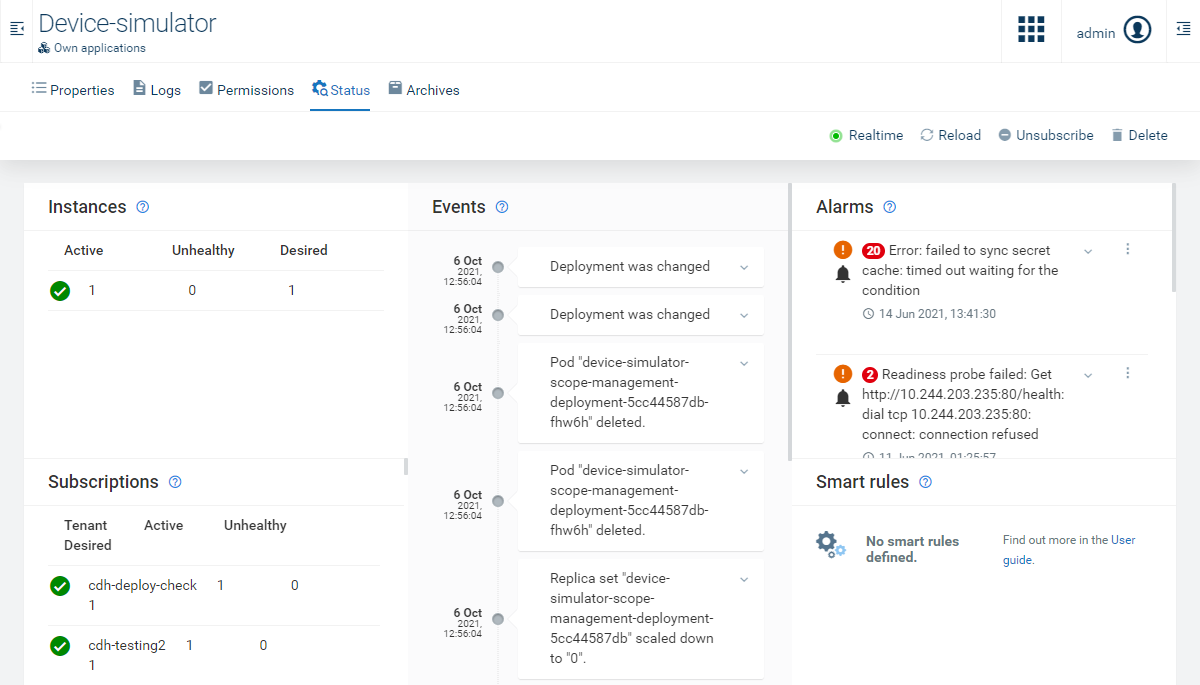 Device-simulator
Own applications
admin
Properties
Logs
Permissions
Status
Archives
Realtime
Reload
Unsubscribe
Delete
Instances
Active Unhealthy Desired
1 0 1
Subscriptions
Tenant Active Unhealthy
Desired
cdh-deploy-check 1 0
1
cdh-testing2 1 0
1
Events
6 Oct
2021,
12:56:04
Deployment was changed
6 Oct
2021,
12:56:04
Deployment was changed
6 Oct
2021,
12:56:04
Pod "device-simulator-
scope-management-
deployment-5cc44587db-
fhw6h" deleted.
6 Oct
2021,
12:56:04
Pod "device-simulator-
scope-management-
deployment-5cc44587db-
fhw6h" deleted.
6 Oct
2021,
12:56:04
Replica set "device-
simulator-scope-
management-deployment-
5cc44587db" scaled down
to "0".
Alarms
20 Error: failed to sync secret
cache: timed out waiting for the
condition
14 Jun 2021, 13:41:30
2 Readiness probe failed: Get
http://10.244.203.235:80/health:
dial tcp 10.244.203.235:80:
connect: connection refused
11 Jun 2021, 01:25:57
Smart rules
No smart rules
defined.
Find out more in the User
guide.